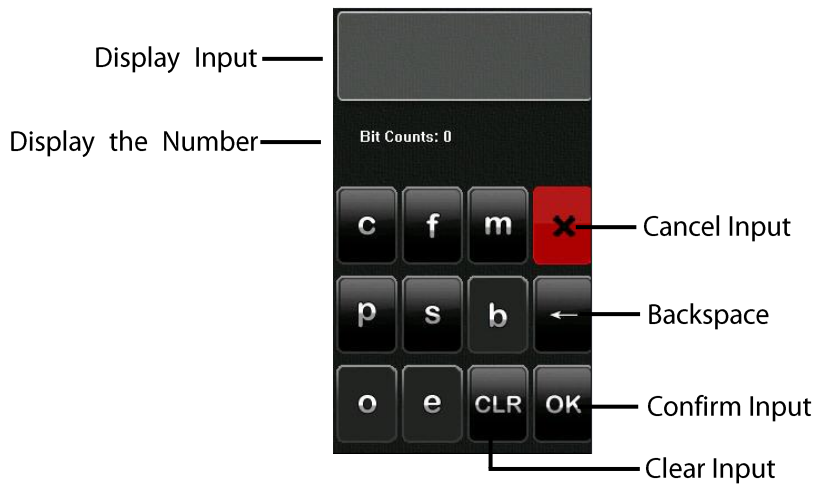 Display Input
Display the Number
Bit Counts: 0
c f m ×
Cancel Input
p s b ←
Backspace
o e CLR OK
Confirm Input
Clear Input